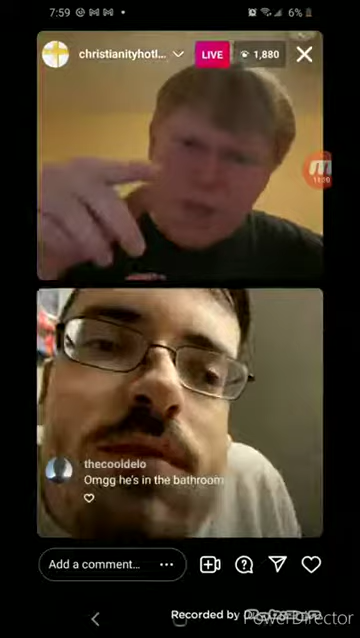 7:59
6%
christianityhotl...
LIVE
1,880
thecooldelo
Omgg he's in the bathroom
Add a comment...
Recorded by
PowerDirector